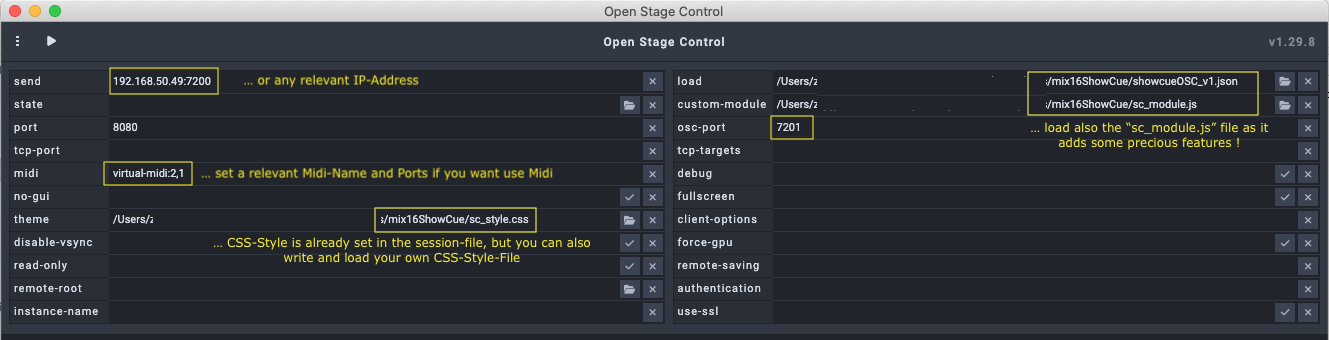 Open Stage Control
Open Stage Control
v1.29.8
send 192.168.50.49:7200 ... or any relevant IP-Address
state
port 8080
tcp-port
midi virtual-midi:2,1 ... set a relevant Midi-Name and Ports if you want use Midi
no-gui
theme /Users/z s/mix16ShowCue/sc_style.css
disable-vsync ... CSS-Style is already set in the session-file, but you can also
write and load your own CSS-Style-File
read-only
remote-root
instance-name
load /Users/z s/mix16ShowCue/showcueOSC_v1.json
custom-module /Users/z s/mix16ShowCue/sc_module.js
osc-port 7201 ... load also the “sc_module.js” file as it
adds some precious features !
tcp-targets
debug
fullscreen
client-options
force-gpu
remote-saving
authentication
use-ssl